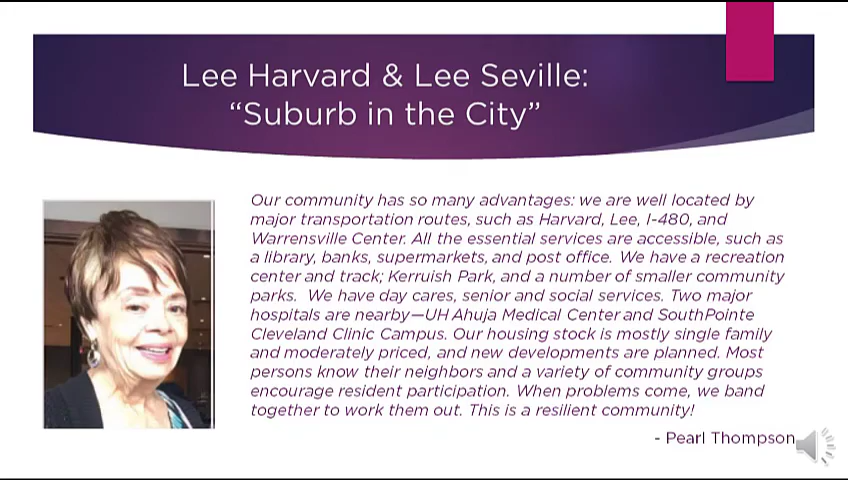 Lee Harvard & Lee Seville:
“Suburb in the City”
Our community has so many advantages: we are well located by
major transportation routes, such as Harvard, Lee, I-480, and
Warrensville Center. All the essential services are accessible, such as
a library, banks, supermarkets, and post office. We have a recreation
center and track; Kerruish Park, and a number of smaller community
parks. We have day cares, senior and social services. Two major
hospitals are nearby—UH Ahuja Medical Center and SouthPointe
Cleveland Clinic Campus. Our housing stock is mostly single family
and moderately priced, and new developments are planned. Most
persons know their neighbors and a variety of community groups
encourage resident participation. When problems come, we band
together to work them out. This is a resilient community!
- Pearl Thompson